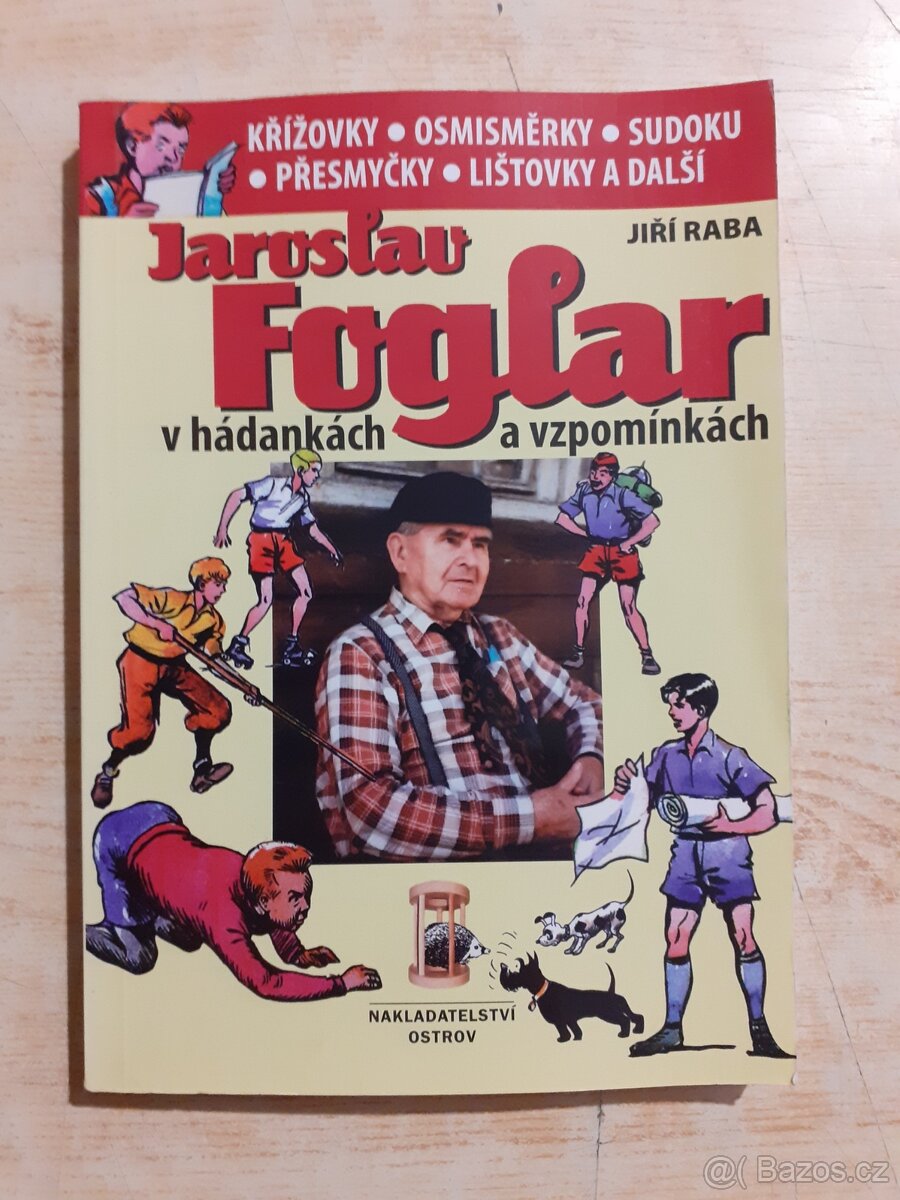 KŘÍŽOVKY • OSMISMĚRKY • SUDOKU
• PŘESMYČKY • LIŠTOVKY A DALŠÍ
JIŘÍ RABA
Jaroslav
Foglar
v hádankách a vzpomínkách
NAKLADATELSTVÍ
OSTROV
@( Bazos.cz